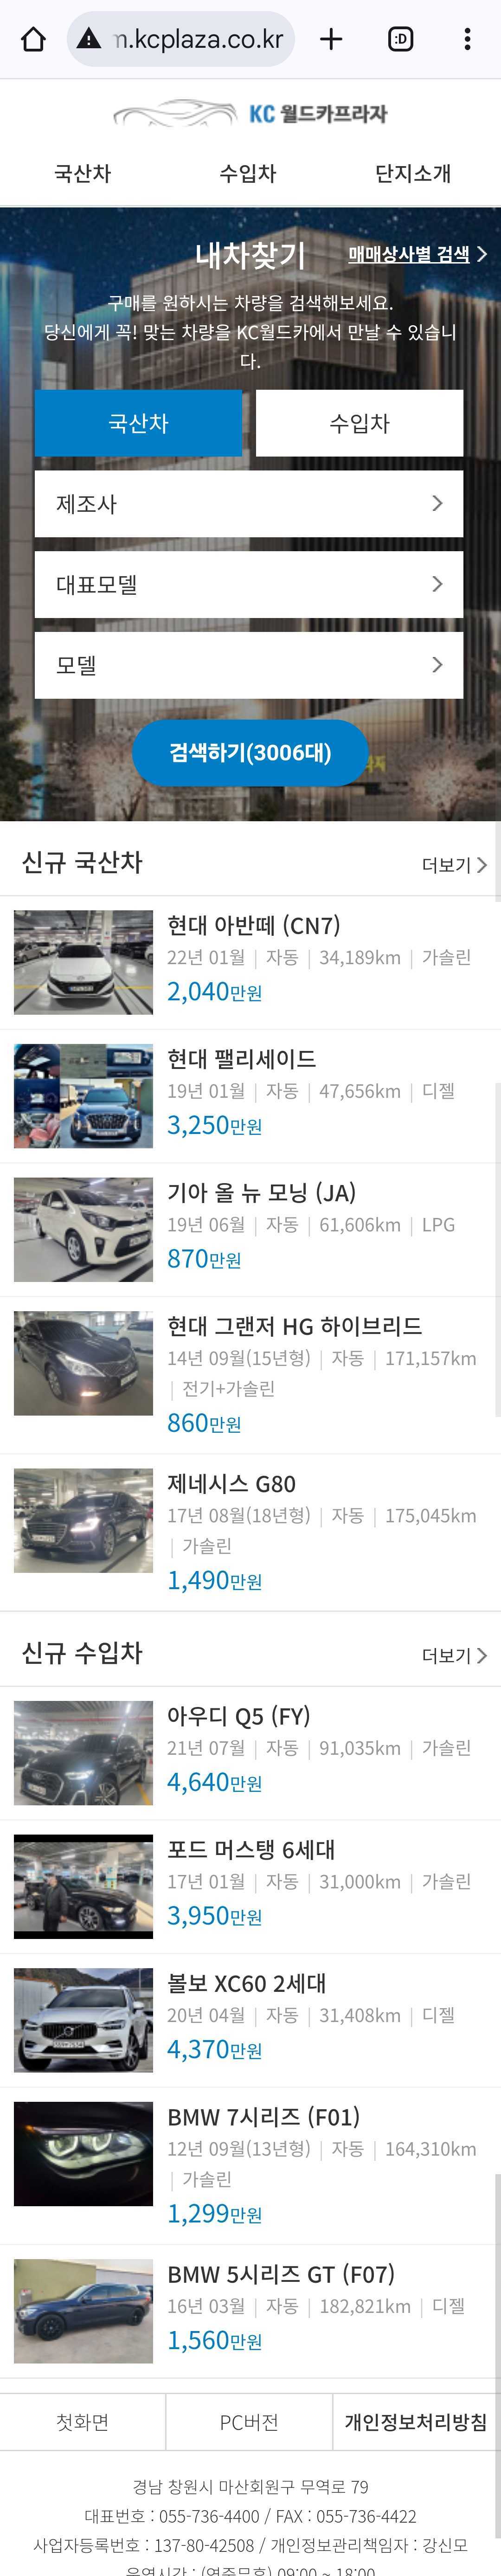 m.kcplaza.co.kr
:D
KC 월드카프라자
국산차 수입차 단지소개
내차찾기 매매상사별 검색
구매를 원하시는 차량을 검색해보세요.
당신에게 꼭! 맞는 차량을 KC월드카에서 만날 수 있습니
다.
국산차 수입차
제조사
대표모델
모델
검색하기(3006대)
신규 국산차 더보기
현대 아반떼 (CN7)
22년 01월 | 자동 | 34,189km | 가솔린
2,040만원
현대 팰리세이드
19년 01월 | 자동 | 47,656km | 디젤
3,250만원
기아 올 뉴 모닝 (JA)
19년 06월 | 자동 | 61,606km | LPG
870만원
현대 그랜저 HG 하이브리드
14년 09월(15년형) | 자동 | 171,157km
| 전기+가솔린
860만원
제네시스 G80
17년 08월(18년형) | 자동 | 175,045km
| 가솔린
1,490만원
신규 수입차 더보기
아우디 Q5 (FY)
21년 07월 | 자동 | 91,035km | 가솔린
4,640만원
포드 머스탱 6세대
17년 01월 | 자동 | 31,000km | 가솔린
3,950만원
볼보 XC60 2세대
20년 04월 | 자동 | 31,408km | 디젤
4,370만원
BMW 7시리즈 (F01)
12년 09월(13년형) | 자동 | 164,310km
| 가솔린
1,299만원
BMW 5시리즈 GT (F07)
16년 03월 | 자동 | 182,821km | 디젤
1,560만원
첫화면 PC버전 개인정보처리방침
경남 창원시 마산회원구 무역로 79
대표번호 : 055-736-4400 / FAX : 055-736-4422
사업자등록번호 : 137-80-42508 / 개인정보관리책임자 : 강신모
운영시간 : (연중무휴) 09:00 ~ 18:00